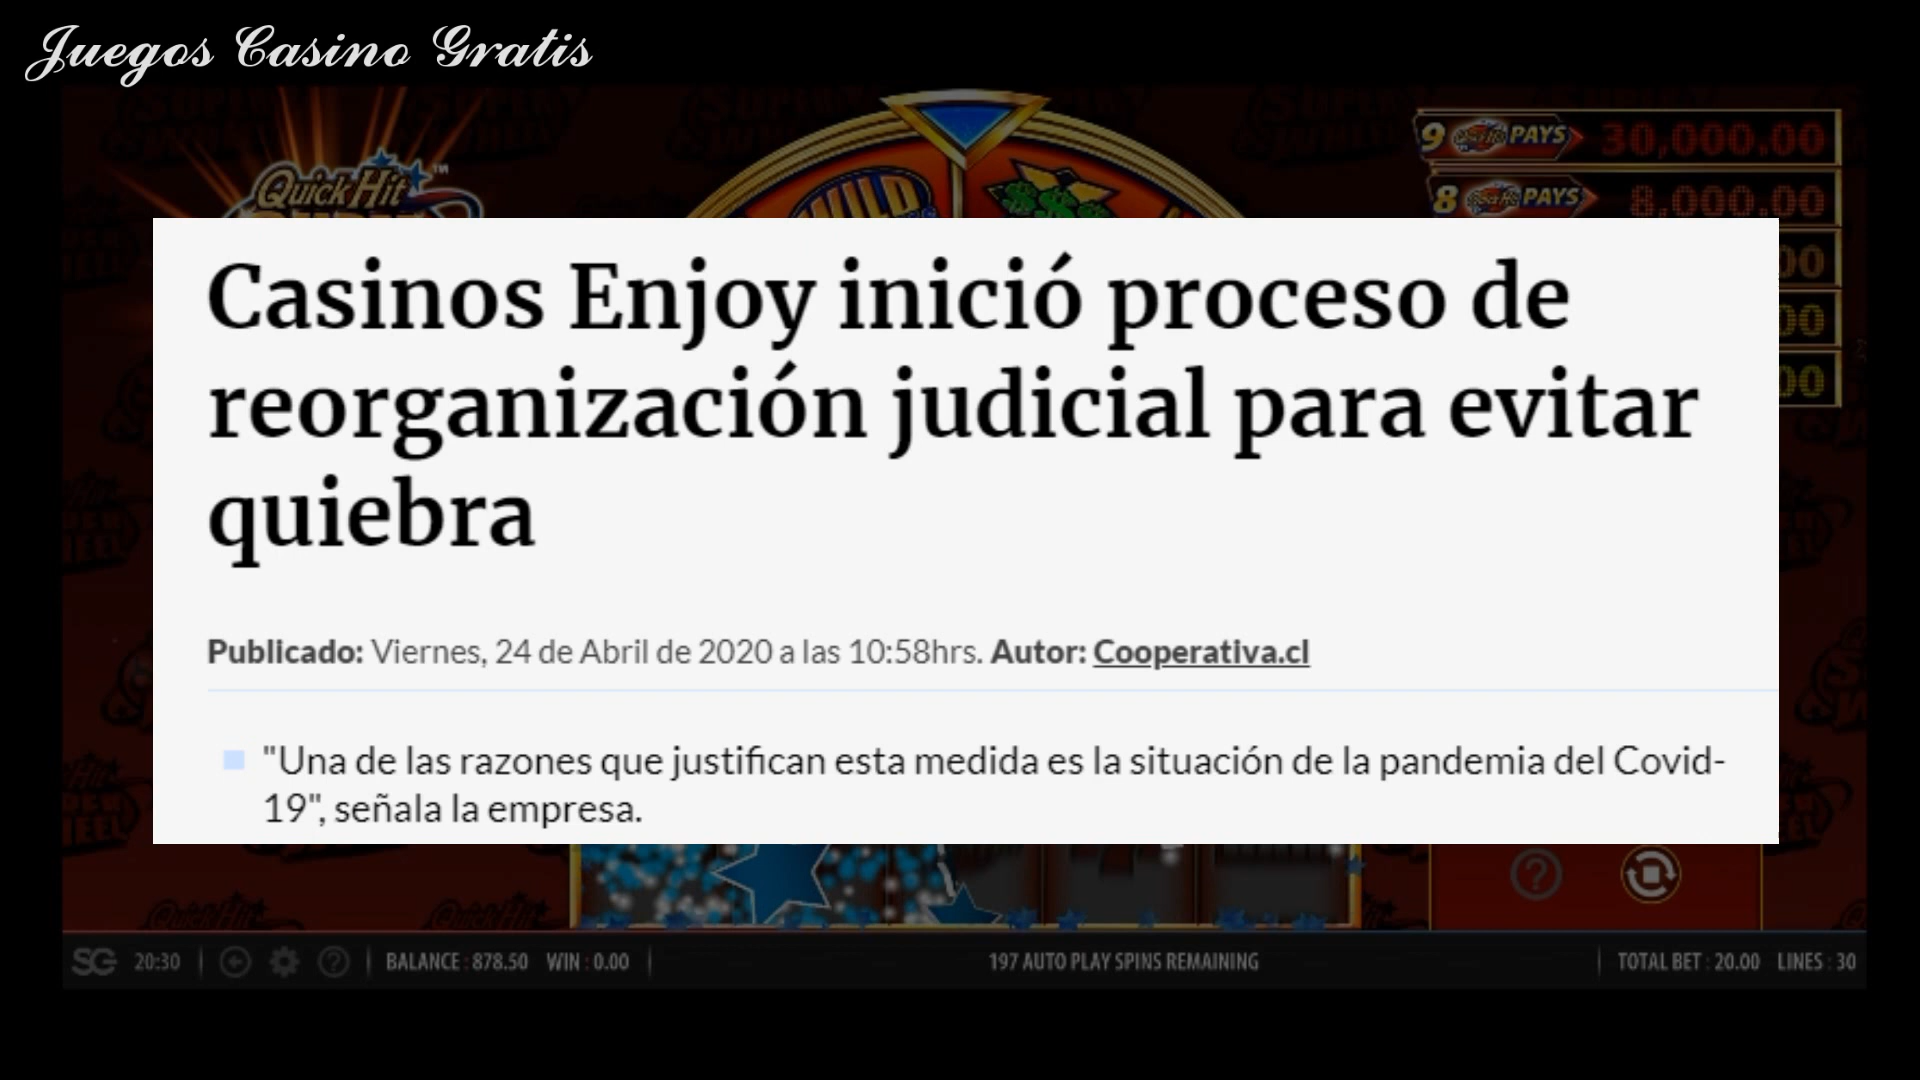 Juegos Casino Gratis
Quick Hit
WILD
9 PAYS 30,000.00
8 PAYS 8,000.00
Casinos Enjoy inició proceso de
reorganización judicial para evitar
quiebra
Publicado: Viernes, 24 de Abril de 2020 a las 10:58hrs. Autor: Cooperativa.cl
"Una de las razones que justifican esta medida es la situación de la pandemia del Covid-
19", señala la empresa.
SG 20:30 BALANCE : 878.50 WIN : 0.00 197 AUTO PLAY SPINS REMAINING TOTAL BET : 20.00 LINES : 30